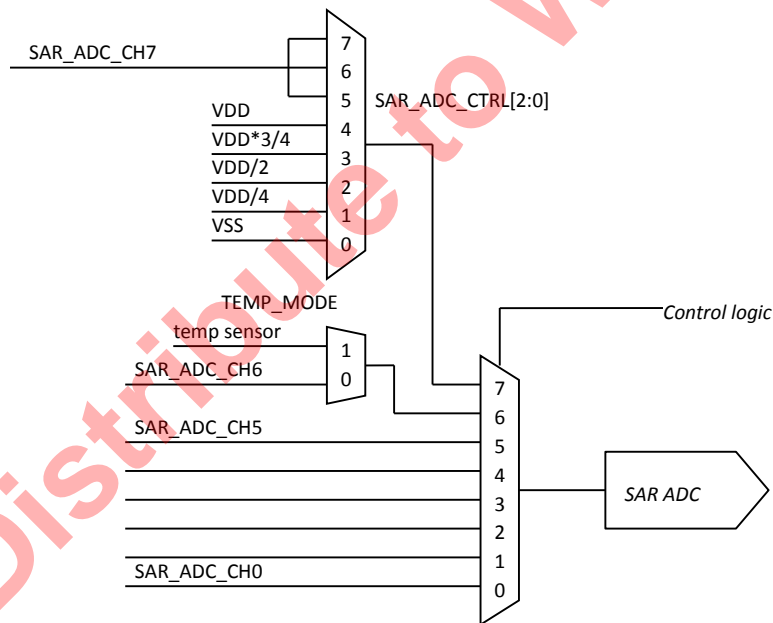 SAR_ADC_CH7
7
6
5
4
3
2
1
0
SAR_ADC_CTRL[2:0]
VDD
VDD*3/4
VDD/2
VDD/4
VSS
TEMP_MODE
temp sensor
1
0
SAR_ADC_CH6
Control logic
SAR_ADC_CH5
7
6
5
4
3
2
1
0
SAR ADC
SAR_ADC_CH0
Distribute to